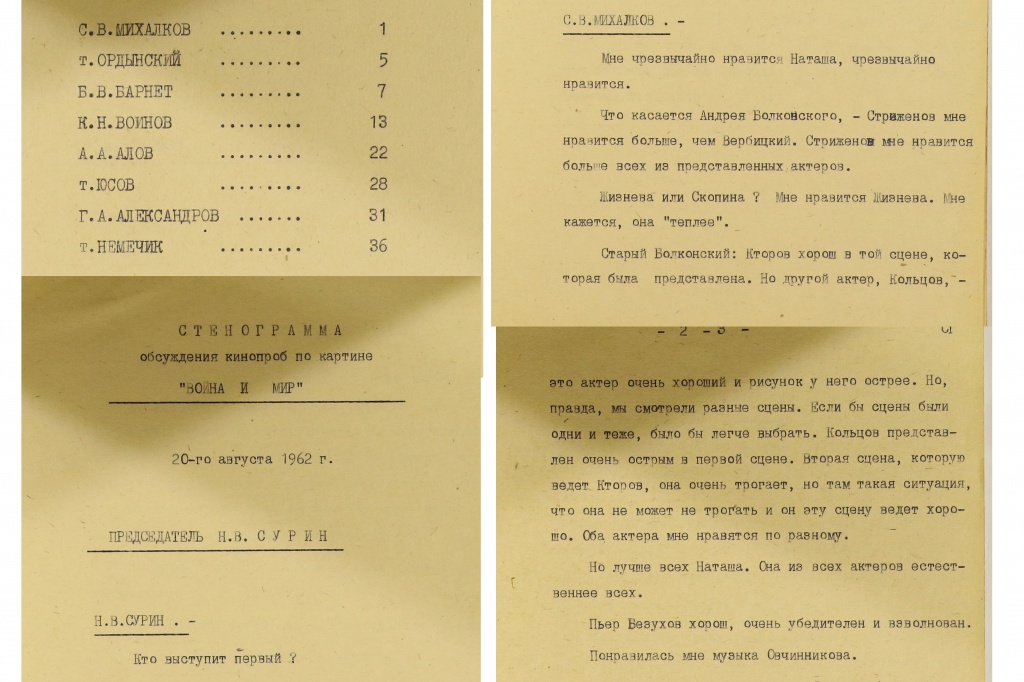 С.В.МИХАЛКОВ ......... 1
т.ОРДЫНСКИЙ ......... 5
Б.В.БАРНЕТ ......... 7
К.Н.ВОИНОВ ......... 13
А.А.АЛОВ ......... 22
т.ЮСОВ ......... 28
Г.А.АЛЕКСАНДРОВ ....... 31
т.НЕМЕЧИК ......... 36
СТЕНОГРАММА
обсуждения кинопроб по картине
"ВОЙНА И МИР"
20-го августа 1962 г.
ПРЕДСЕДАТЕЛЬ Н.В. СУРИН
Н.В.СУРИН . -
Кто выступит первый ?
С.В.МИХАЛКОВ . -
Мне чрезвычайно нравится Наташа, чрезвычайно
нравится.
Что касается Андрея Болконского, - Стриженов мне
нравится больше, чем Вербицкий. Стриженов мне нравится
больше всех из представленных актеров.
Жизнева или Скопина ? Мне нравится Жизнева. Мне
кажется, она "теплее".
Старый Болконский: Кторов хорош в той сцене, ко-
торая была представлена. Но другой актер, Кольцов, -
- 2 - 3 -
это актер очень хороший и рисунок у него острее. Но,
правда, мы смотрели разные сцены. Если бы сцены были
одни и теже, было бы легче выбрать. Кольцов представ-
лен очень острым в первой сцене. Вторая сцена, которую
ведет Кторов, она очень трогает, но там такая ситуация,
что она не может не трогать и он эту сцену ведет хоро-
шо. Оба актера мне нравятся по разному.
Но лучше всех Наташа. Она из всех актеров естест-
веннее всех.
Пьер Безухов хорош, очень убедителен и взволнован.
Понравилась мне музыка Овчинникова.